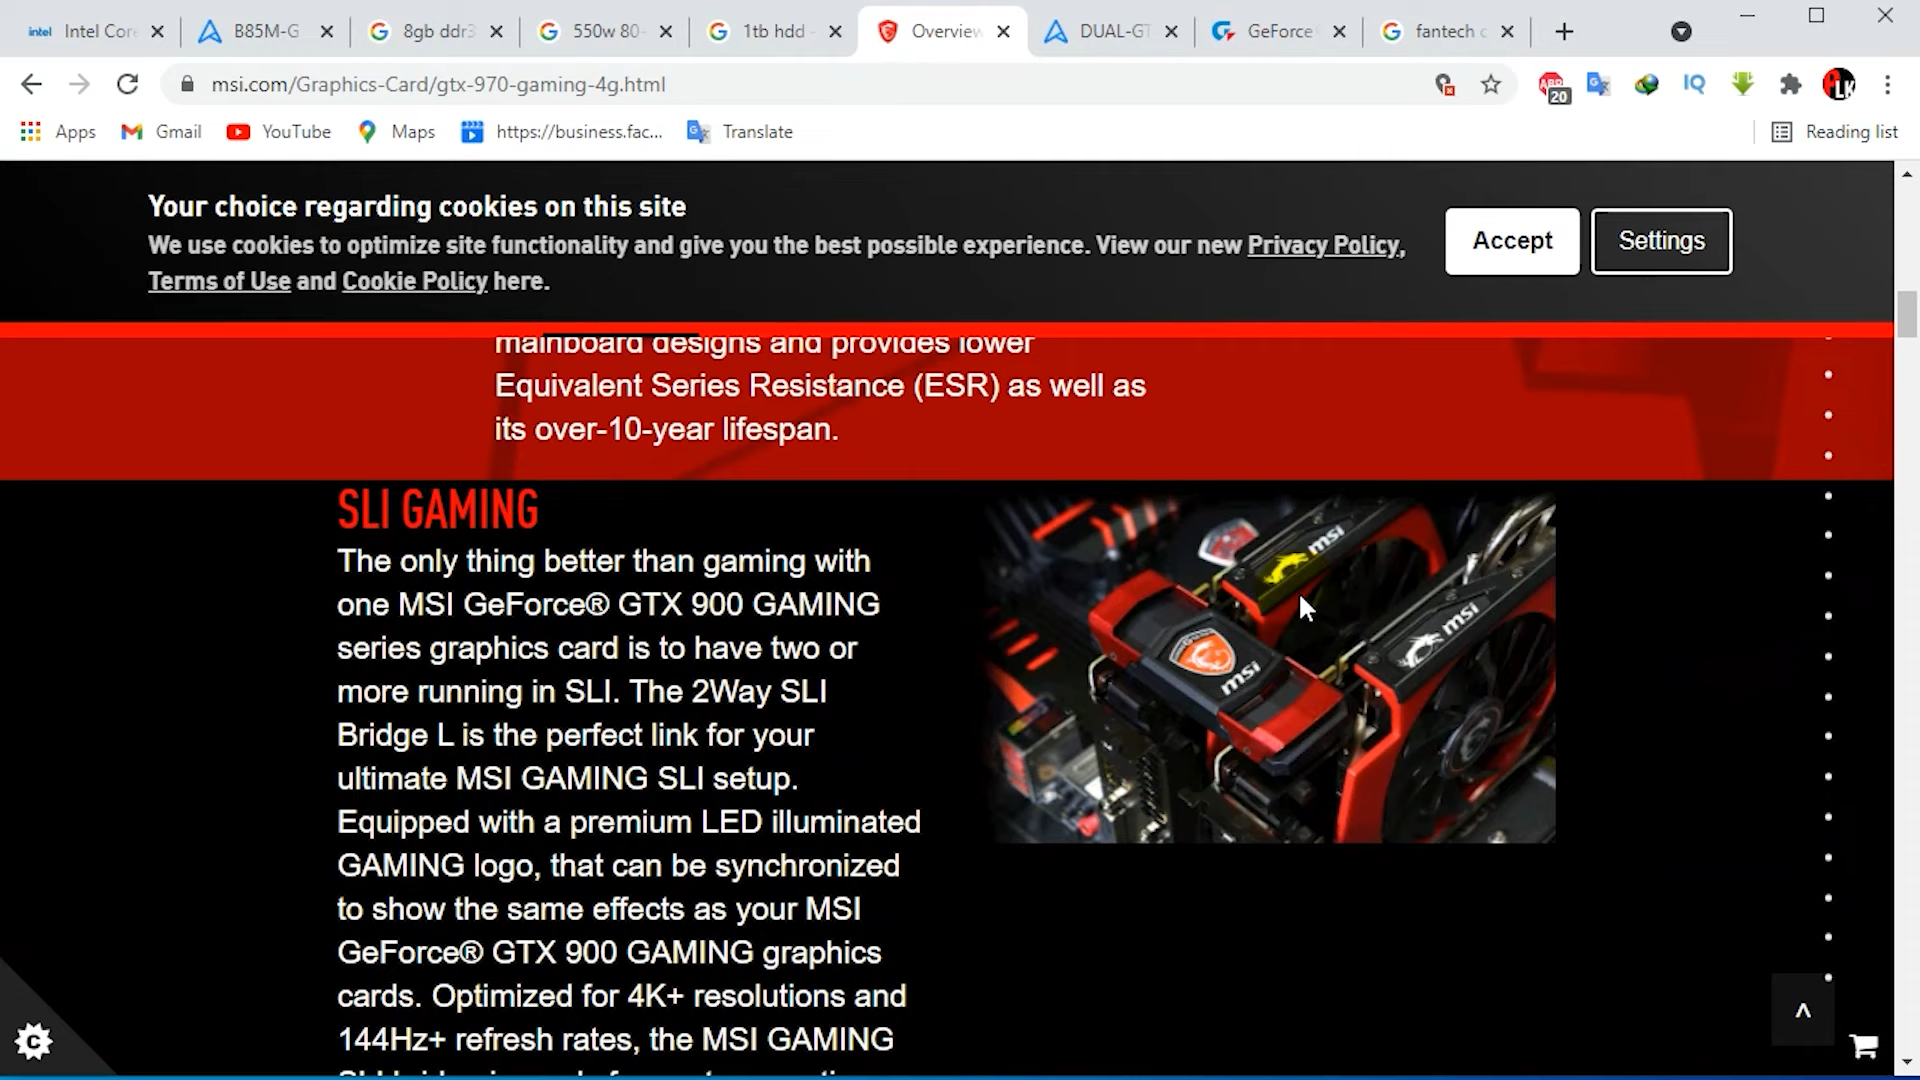 intel Intel Cor
B85M-G
8gb ddr3
550w 80-
1tb hdd -
Overview
DUAL-GT
GeForce
fantech c
msi.com/Graphics-Card/gtx-970-gaming-4g.html
20
IQ
LK
Apps
Gmail
YouTube
Maps
https://business.fac...
Translate
Reading list
Your choice regarding cookies on this site
We use cookies to optimize site functionality and give you the best possible experience. View our new Privacy Policy,
Terms of Use and Cookie Policy here.
Accept
Settings
mainboard designs and provides lower
Equivalent Series Resistance (ESR) as well as
its over-10-year lifespan.
SLI GAMING
The only thing better than gaming with
one MSI GeForce® GTX 900 GAMING
series graphics card is to have two or
more running in SLI. The 2Way SLI
Bridge L is the perfect link for your
ultimate MSI GAMING SLI setup.
Equipped with a premium LED illuminated
GAMING logo, that can be synchronized
to show the same effects as your MSI
GeForce® GTX 900 GAMING graphics
cards. Optimized for 4K+ resolutions and
144Hz+ refresh rates, the MSI GAMING
msi
msi
msi